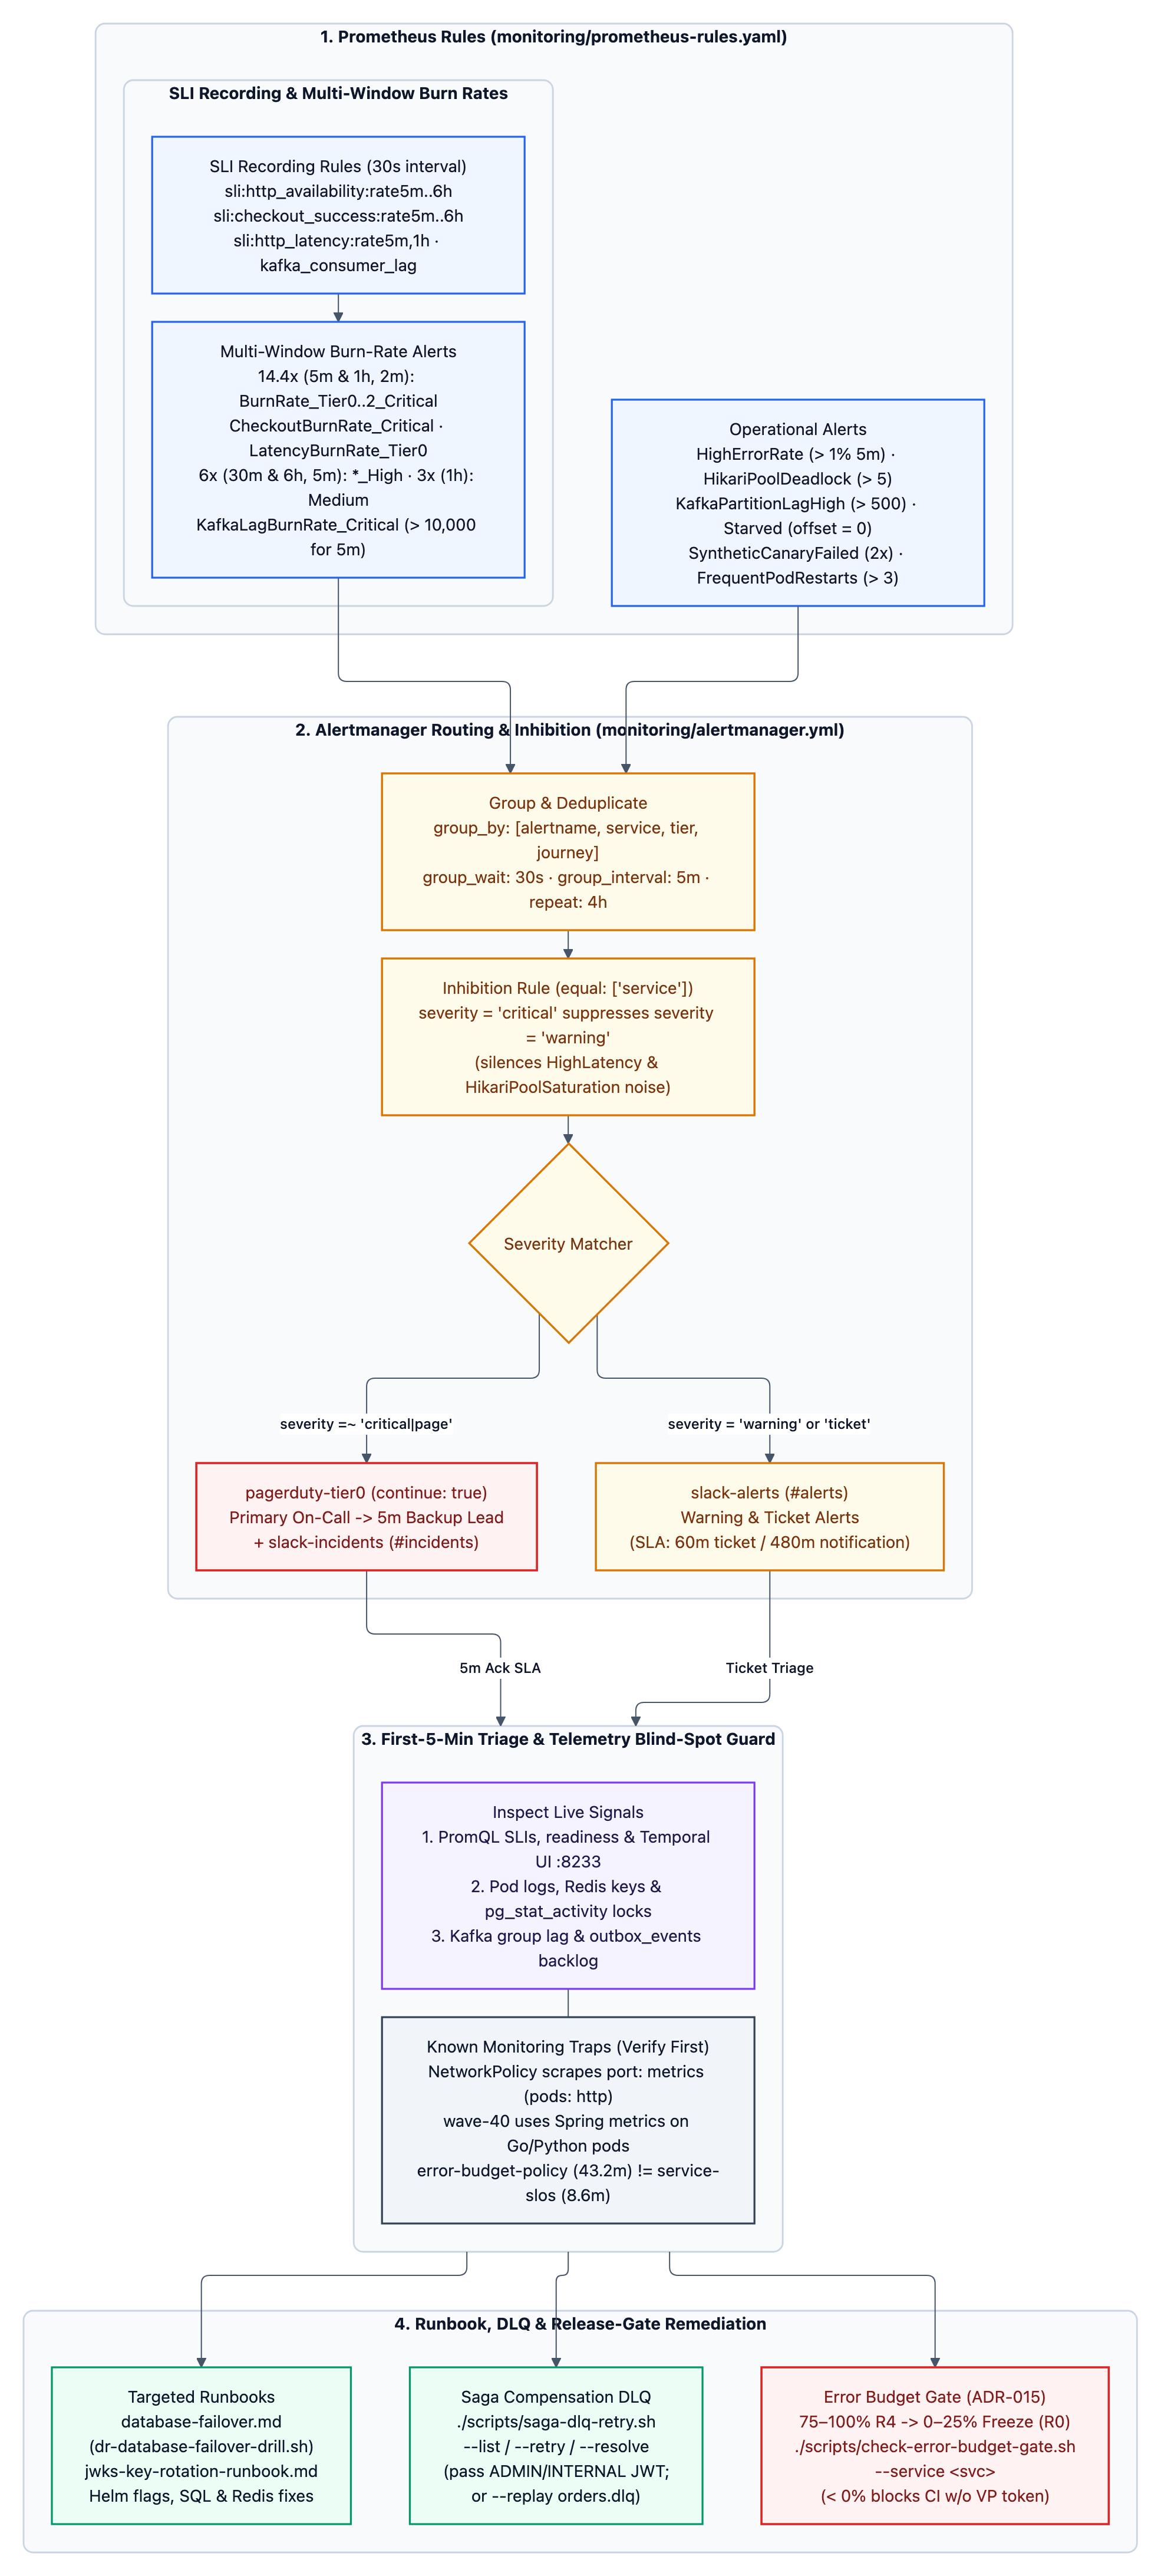 1. Prometheus Rules (monitoring/prometheus-rules.yaml)
SLI Recording & Multi-Window Burn Rates
SLI Recording Rules (30s interval)
sli:http_availability:rate5m..6h
sli:checkout_success:rate5m..6h
sli:http_latency:rate5m,1h ·
kafka_consumer_lag
Multi-Window Burn-Rate Alerts
14.4x (5m & 1h, 2m):
BurnRate_Tier0..2_Critical
CheckoutBurnRate_Critical ·
LatencyBurnRate_Tier0
6x (30m & 6h, 5m): *_High · 3x (1h):
Medium
KafkaLagBurnRate_Critical (> 10,000
for 5m)
Operational Alerts
HighErrorRate (> 1% 5m) ·
HikariPoolDeadlock (> 5)
KafkaPartitionLagHigh (> 500) ·
Starved (offset = 0)
SyntheticCanaryFailed (2x) ·
FrequentPodRestarts (> 3)
2. Alertmanager Routing & Inhibition (monitoring/alertmanager.yml)
Group & Deduplicate
group_by: [alertname, service, tier,
journey]
group_wait: 30s · group_interval: 5m ·
repeat: 4h
Inhibition Rule (equal: ['service'])
severity = 'critical' suppresses severity
= 'warning'
(silences HighLatency &
HikariPoolSaturation noise)
Severity Matcher
severity =~ 'critical|page'
severity = 'warning' or 'ticket'
pagerduty-tier0 (continue: true)
Primary On-Call -> 5m Backup Lead
+ slack-incidents (#incidents)
slack-alerts (#alerts)
Warning & Ticket Alerts
(SLA: 60m ticket / 480m notification)
5m Ack SLA
Ticket Triage
3. First-5-Min Triage & Telemetry Blind-Spot Guard
Inspect Live Signals
1. PromQL SLIs, readiness & Temporal
UI :8233
2. Pod logs, Redis keys &
pg_stat_activity locks
3. Kafka group lag & outbox_events
backlog
Known Monitoring Traps (Verify First)
NetworkPolicy scrapes port: metrics
(pods: http)
wave-40 uses Spring metrics on
Go/Python pods
error-budget-policy (43.2m) != service-
slos (8.6m)
4. Runbook, DLQ & Release-Gate Remediation
Targeted Runbooks
database-failover.md
(dr-database-failover-drill.sh)
jwks-key-rotation-runbook.md
Helm flags, SQL & Redis fixes
Saga Compensation DLQ
./scripts/saga-dlq-retry.sh
--list / --retry / --resolve
(pass ADMIN/INTERNAL JWT;
or --replay orders.dlq)
Error Budget Gate (ADR-015)
75–100% R4 -> 0–25% Freeze (R0)
./scripts/check-error-budget-gate.sh
--service <svc>
(< 0% blocks CI w/o VP token)